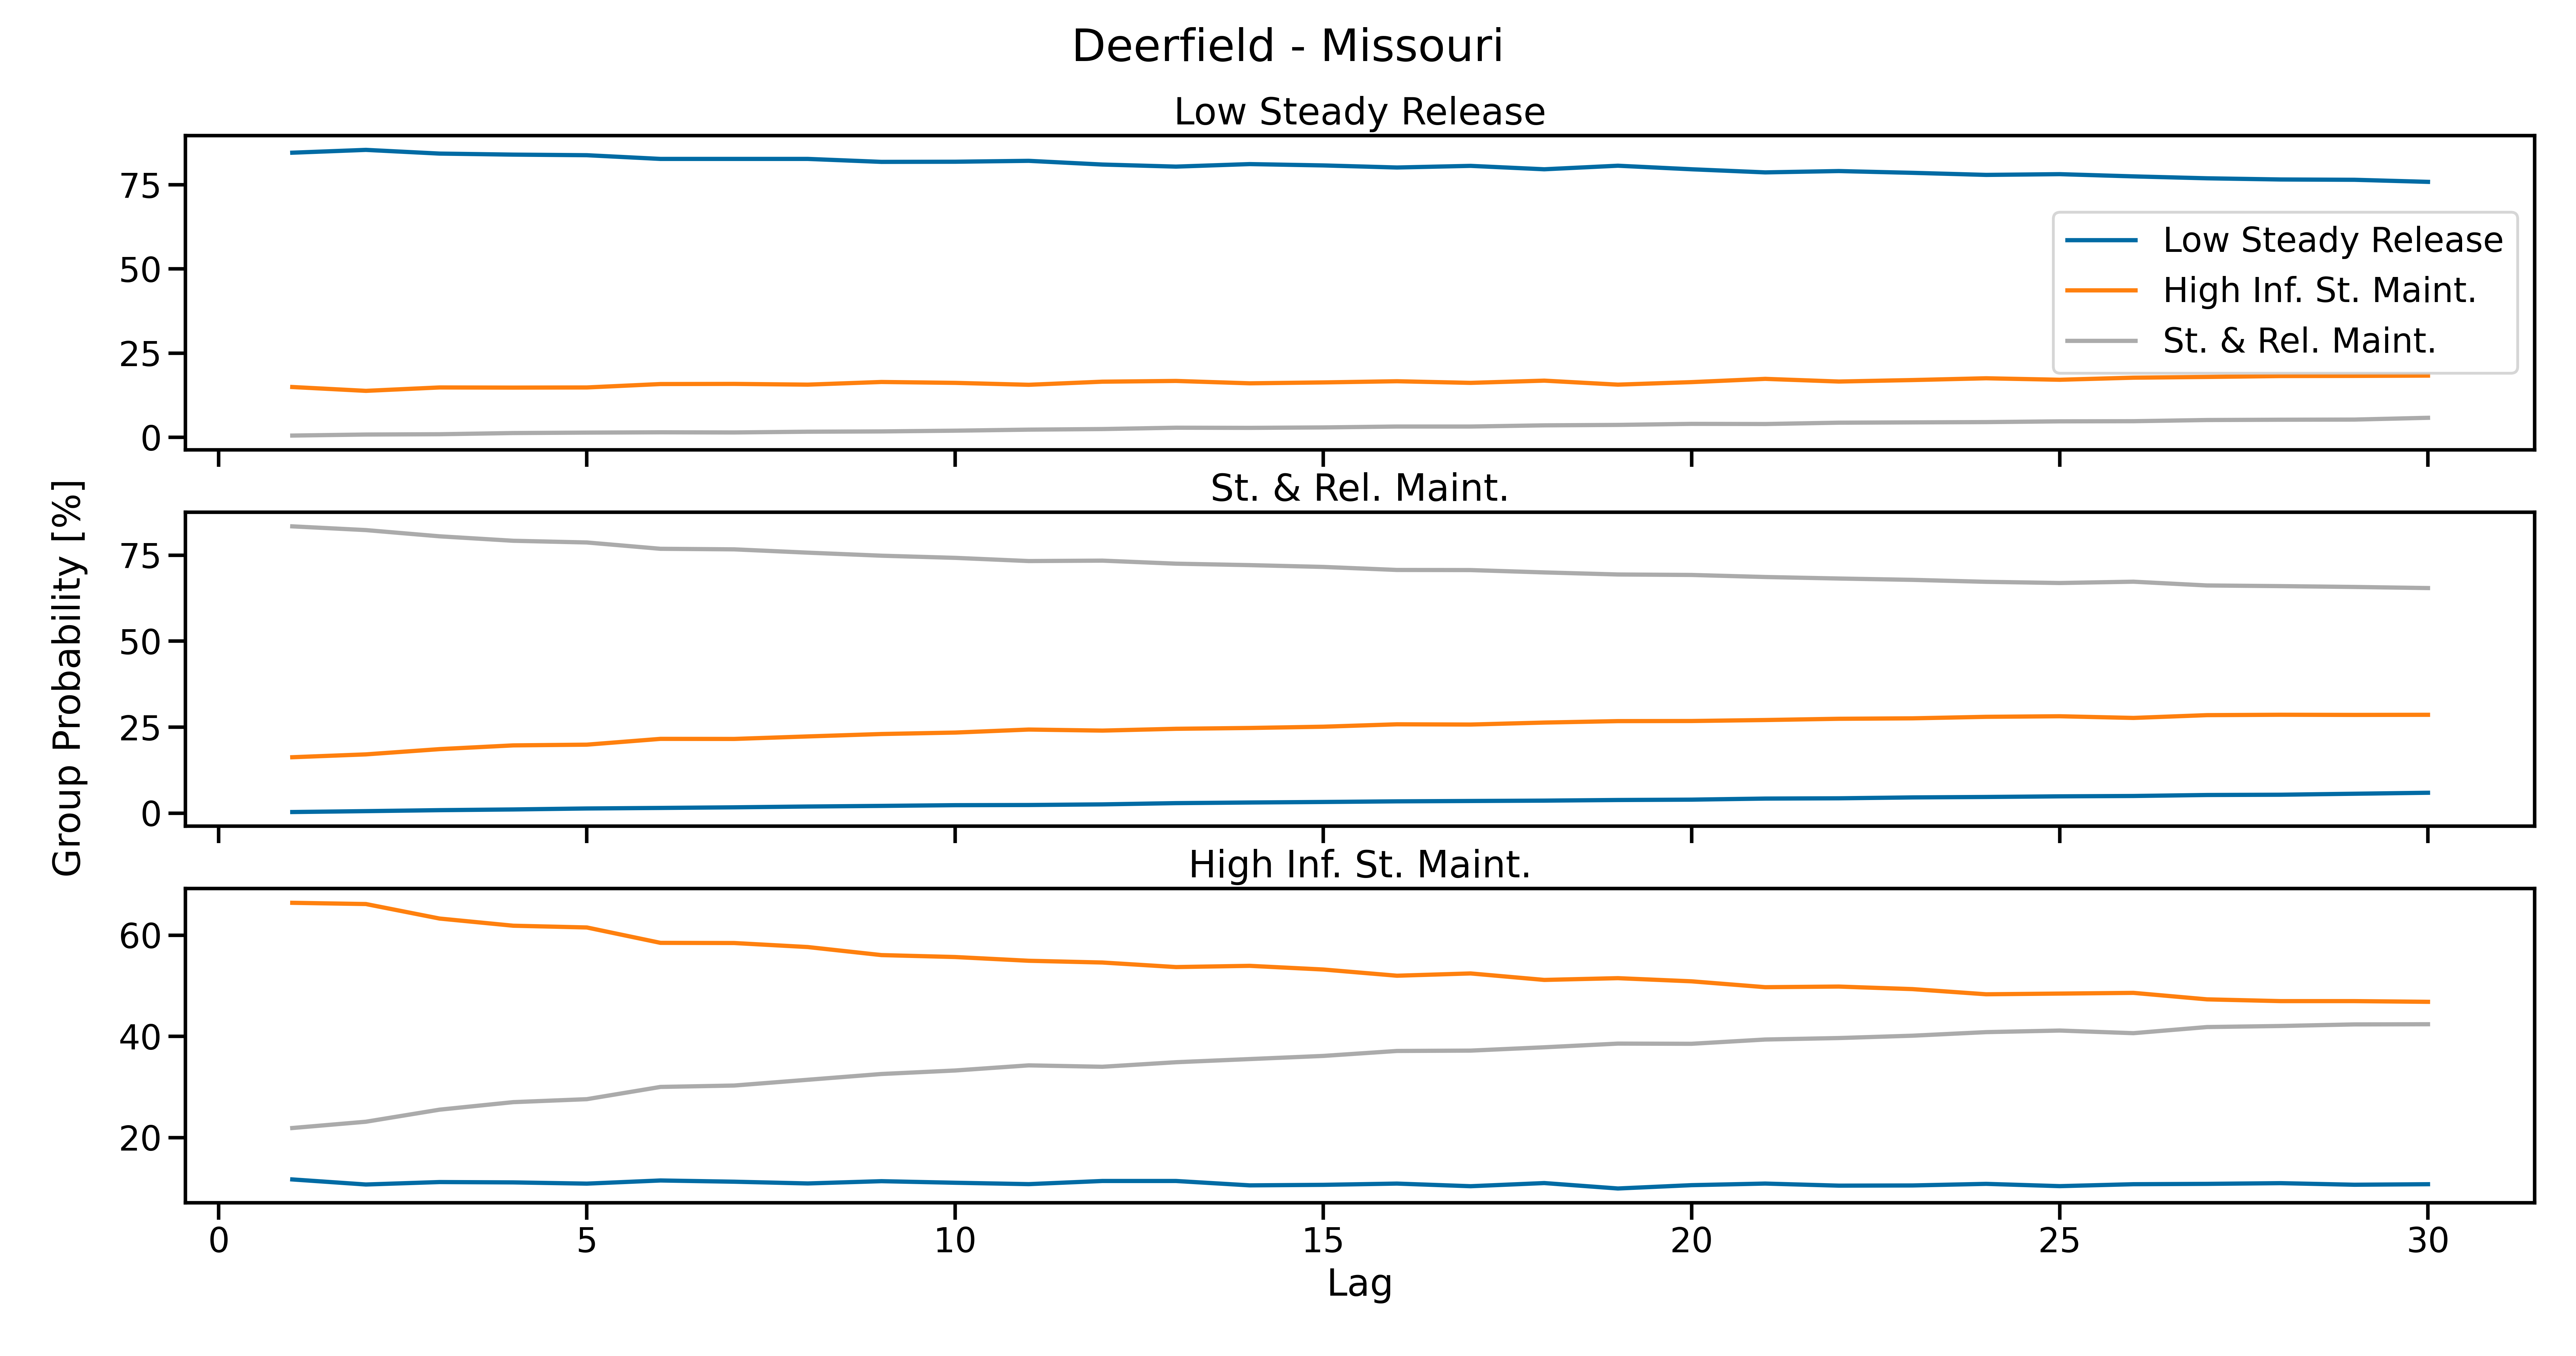 Deerfield - Missouri
Low Steady Release
75
50
25
0
Low Steady Release
High Inf. St. Maint.
St. & Rel. Maint.
Group Probability [%]
St. & Rel. Maint.
75
50
25
0
High Inf. St. Maint.
60
40
20
0 5 10 15 20 25 30
Lag